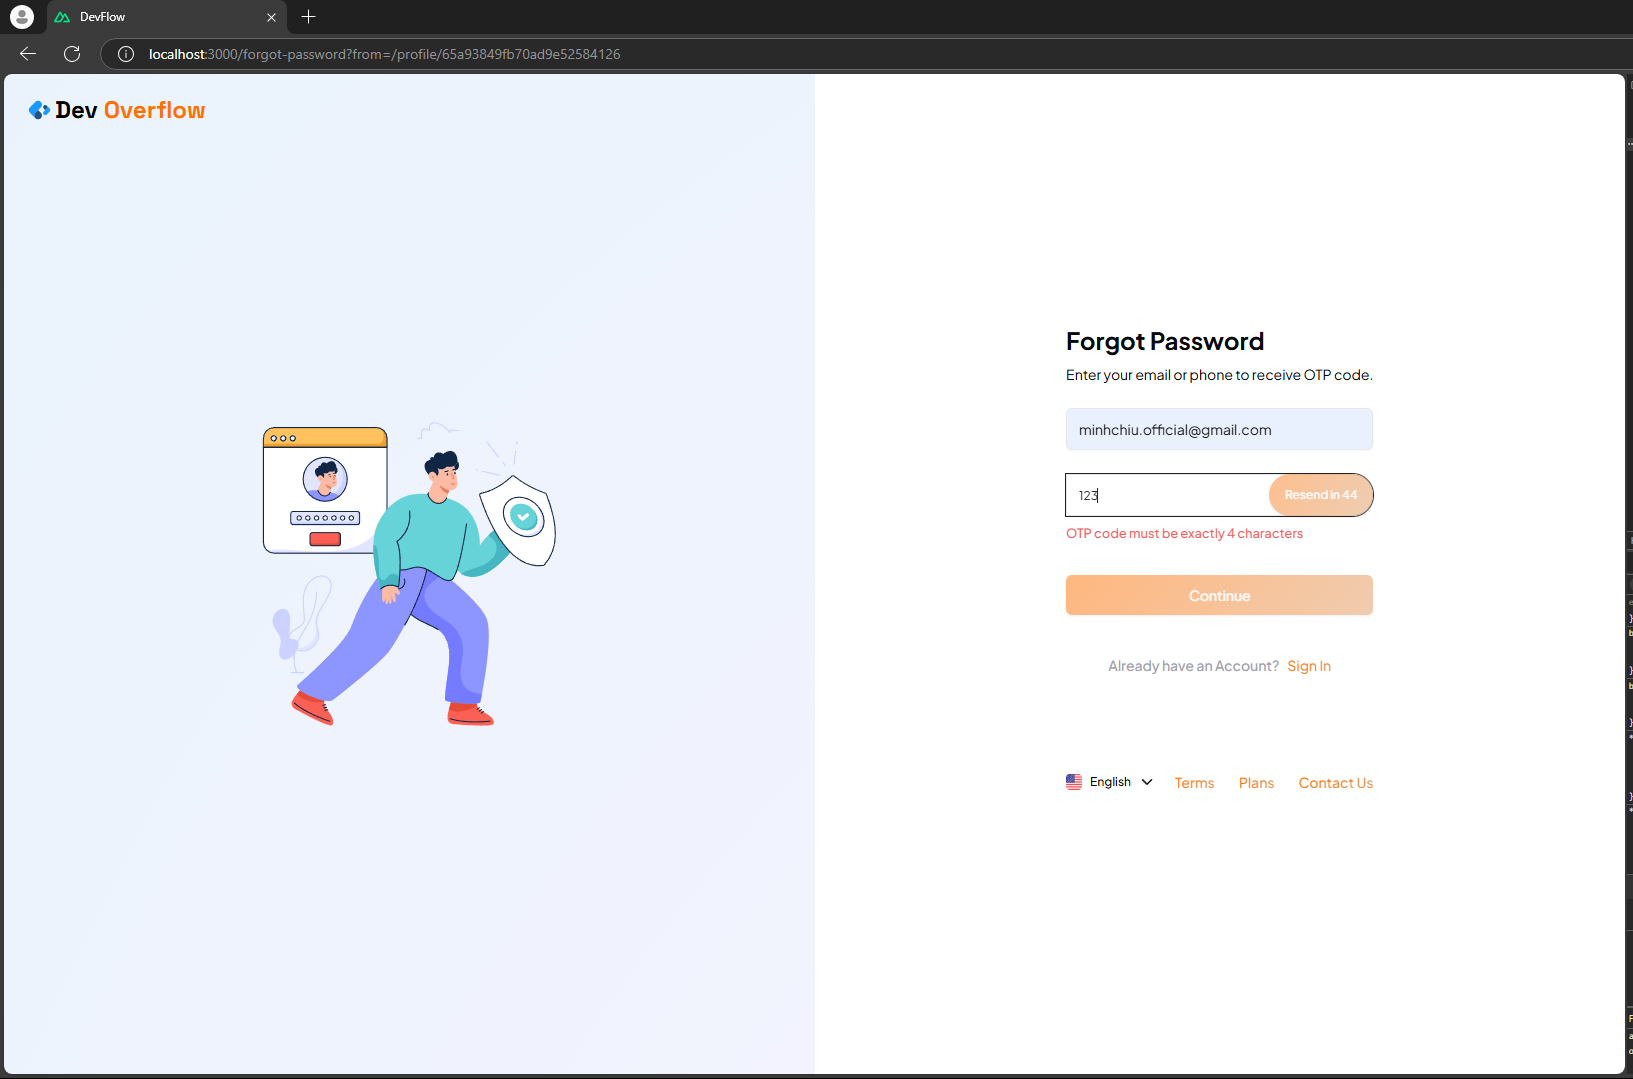 DevFlow
localhost:3000/forgot-password?from=/profile/65a93849fb70ad9e52584126
Dev Overflow
Forgot Password
Enter your email or phone to receive OTP code.
minhchiu.official@gmail.com
123
Resend in 44
OTP code must be exactly 4 characters
Continue
Already have an Account? Sign In
English
Terms
Plans
Contact Us